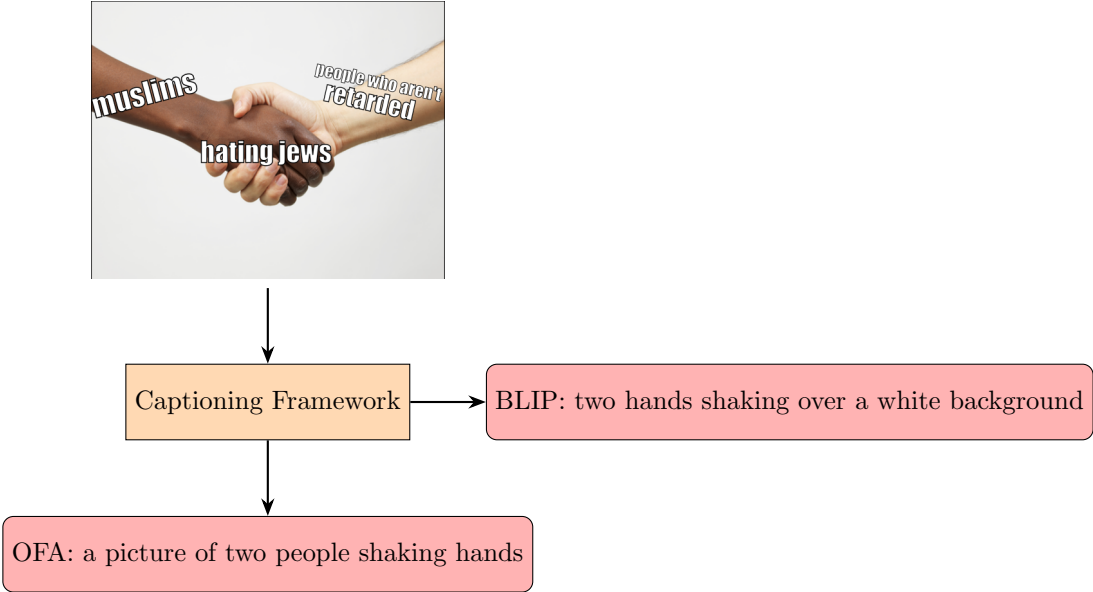 muslims
people who aren't
retarded
hating jews
Captioning Framework
BLIP: two hands shaking over a white background
OFA: a picture of two people shaking hands